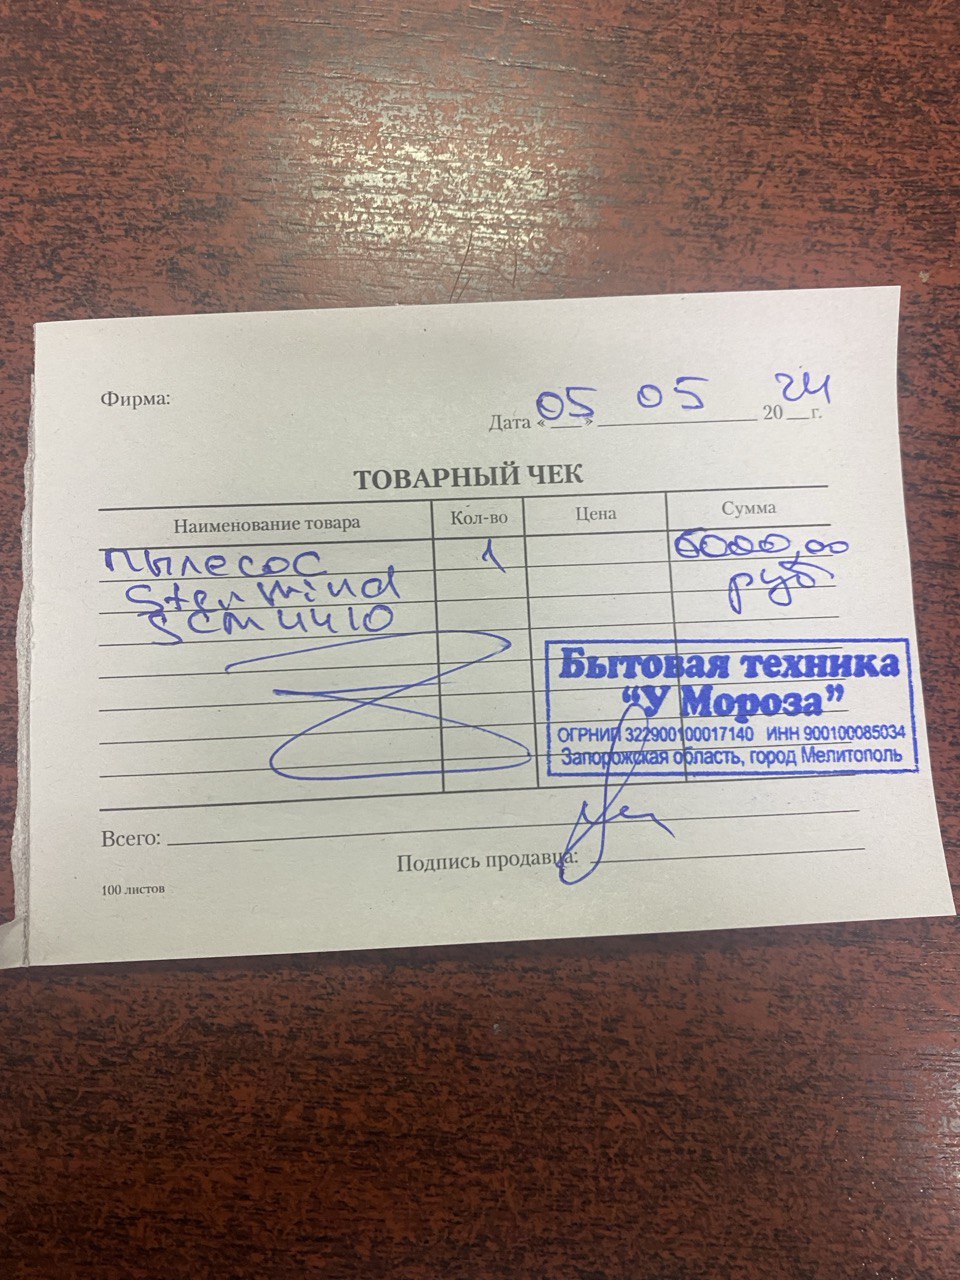 Фирма:
Дата «05» 05 2024 г.
ТОВАРНЫЙ ЧЕК
Наименование товара Кол-во Цена Сумма
Пылесос 1 6000,00
Starwind руб
SCM4410
Бытовая техника
“У Мороза”
ОГРНИП 322900100017140 ИНН 900100085034
Запорожская область, город Мелитополь
Всего:
Подпись продавца:
100 листов